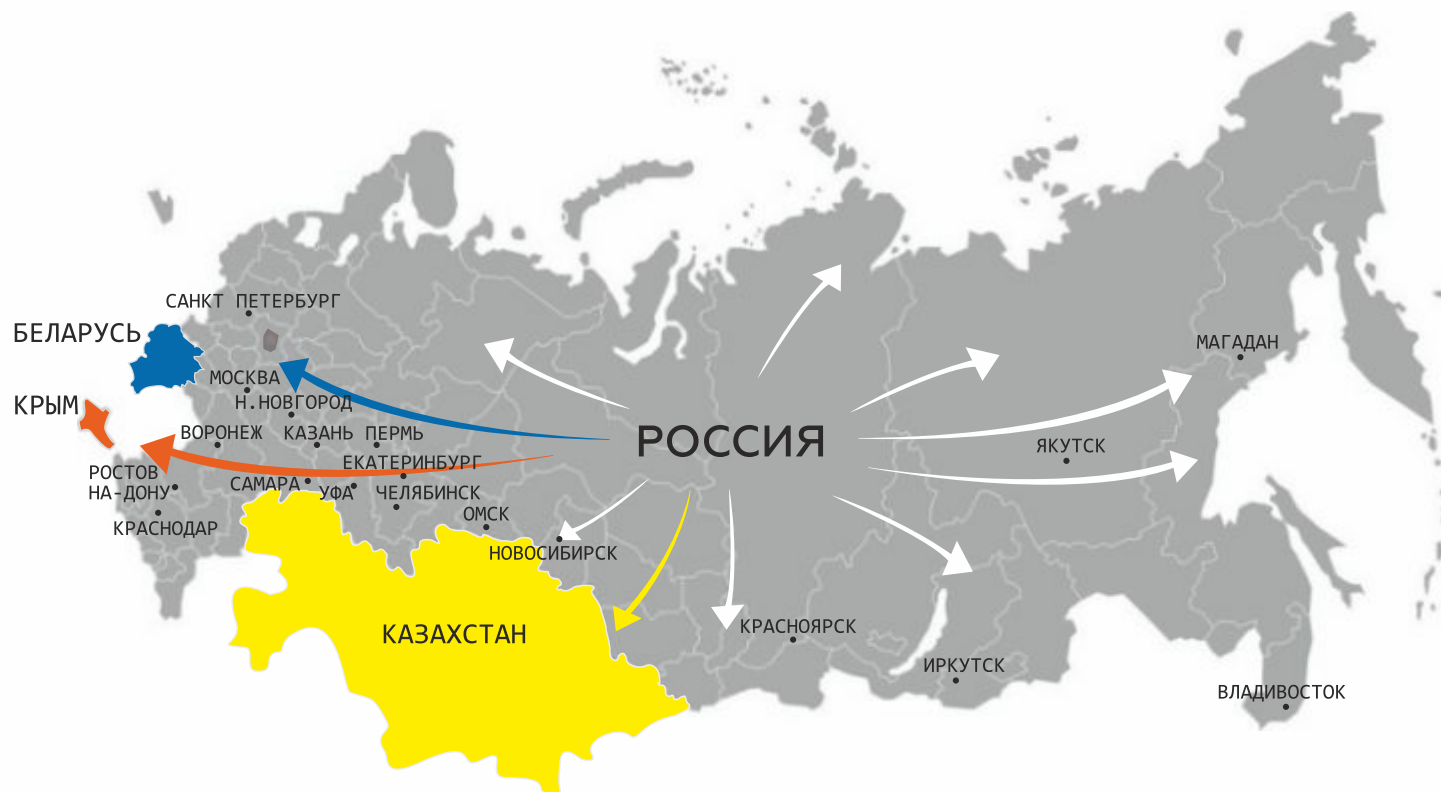 САНКТ ПЕТЕРБУРГ
БЕЛАРУСЬ
МАГАДАН
МОСКВА
КРЫМ
Н.НОВГОРОД
ВОРОНЕЖ
КАЗАНЬ
ПЕРМЬ
РОССИЯ
ЯКУТСК
ЕКАТЕРИНБУРГ
РОСТОВ
НА-ДОНУ
САМАРА
УФА
ЧЕЛЯБИНСК
ОМСК
КРАСНОДАР
НОВОСИБИРСК
КАЗАХСТАН
КРАСНОЯРСК
ИРКУТСК
ВЛАДИВОСТОК